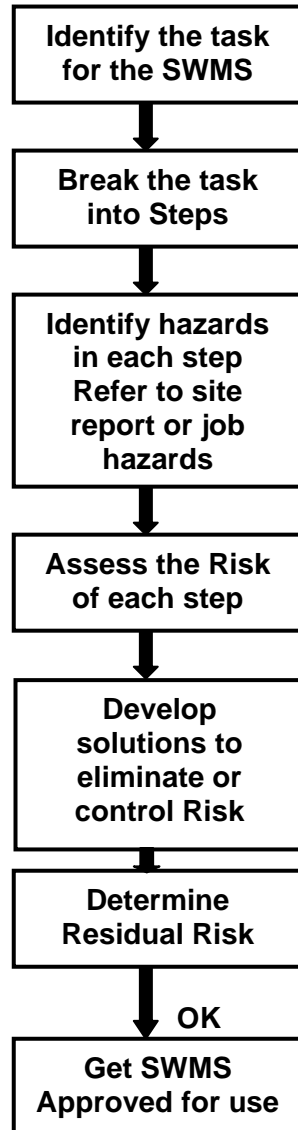 Identify the task
for the SWMS
Break the task
into Steps
Identify hazards
in each step
Refer to site
report or job
hazards
Assess the Risk
of each step
Develop
solutions to
eliminate or
control Risk
Determine
Residual Risk
OK
Get SWMS
Approved for use